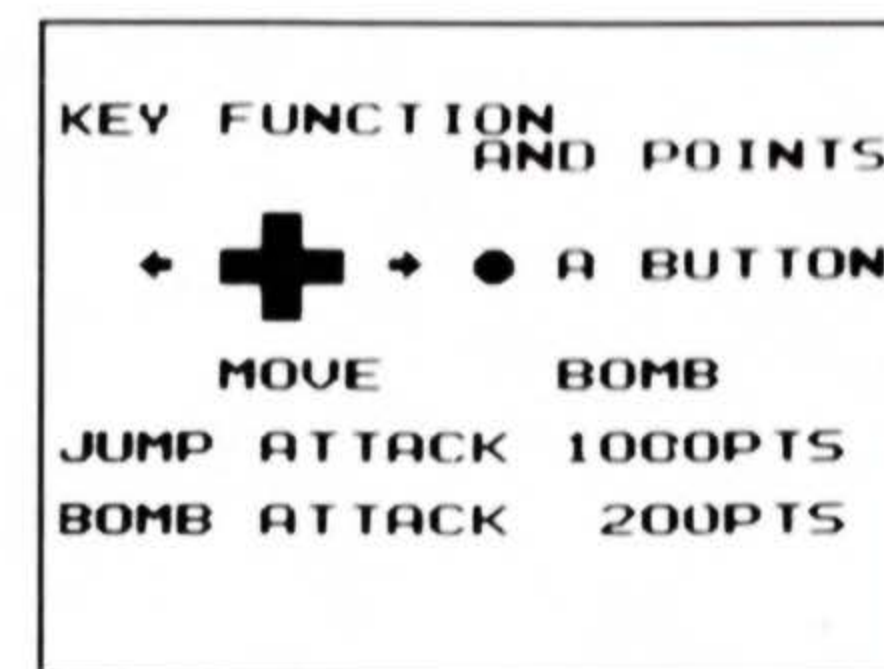 KEY FUNCTION
AND POINTS
A BUTTON
MOVE BOMB
JUMP ATTACK 1000PTS
BOMB ATTACK 200PTS